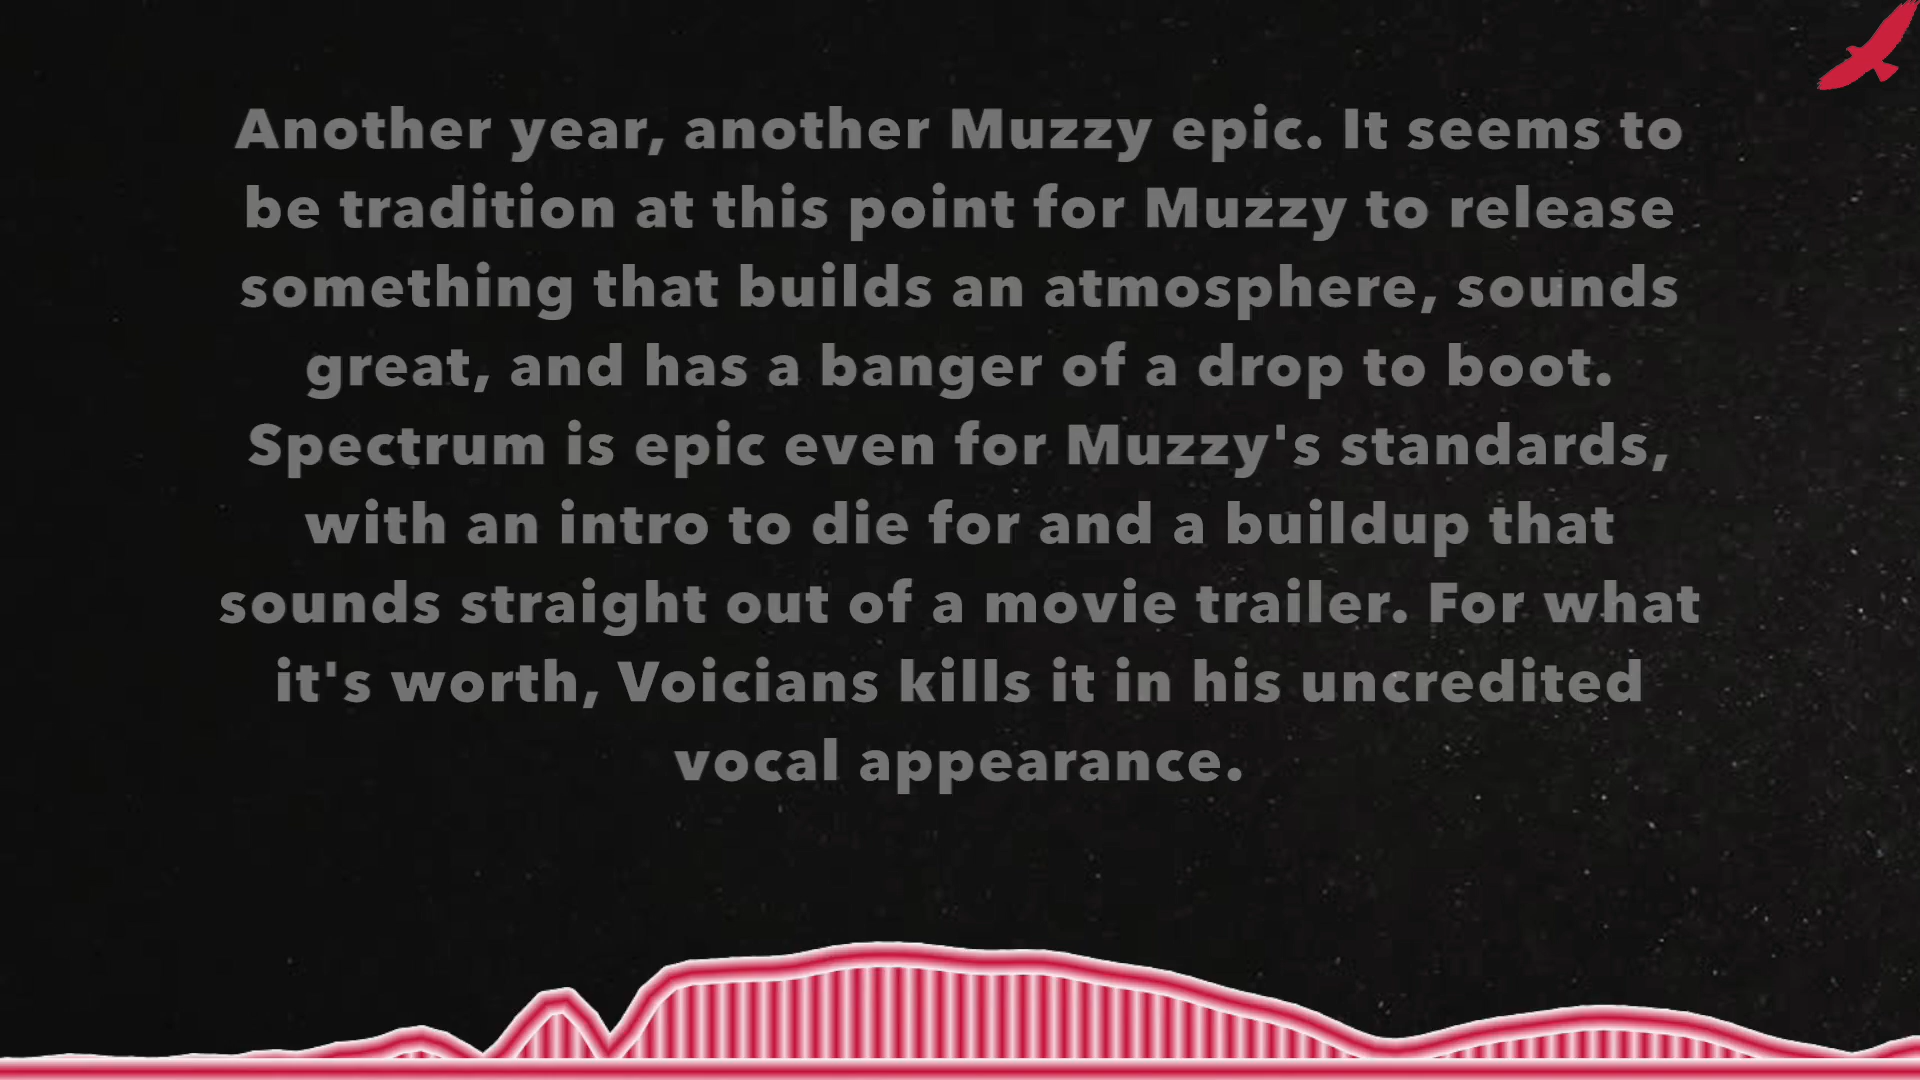 Another year, another Muzzy epic. It seems to
be tradition at this point for Muzzy to release
something that builds an atmosphere, sounds
great, and has a banger of a drop to boot.
Spectrum is epic even for Muzzy's standards,
with an intro to die for and a buildup that
sounds straight out of a movie trailer. For what
it's worth, Voicians kills it in his uncredited
vocal appearance.